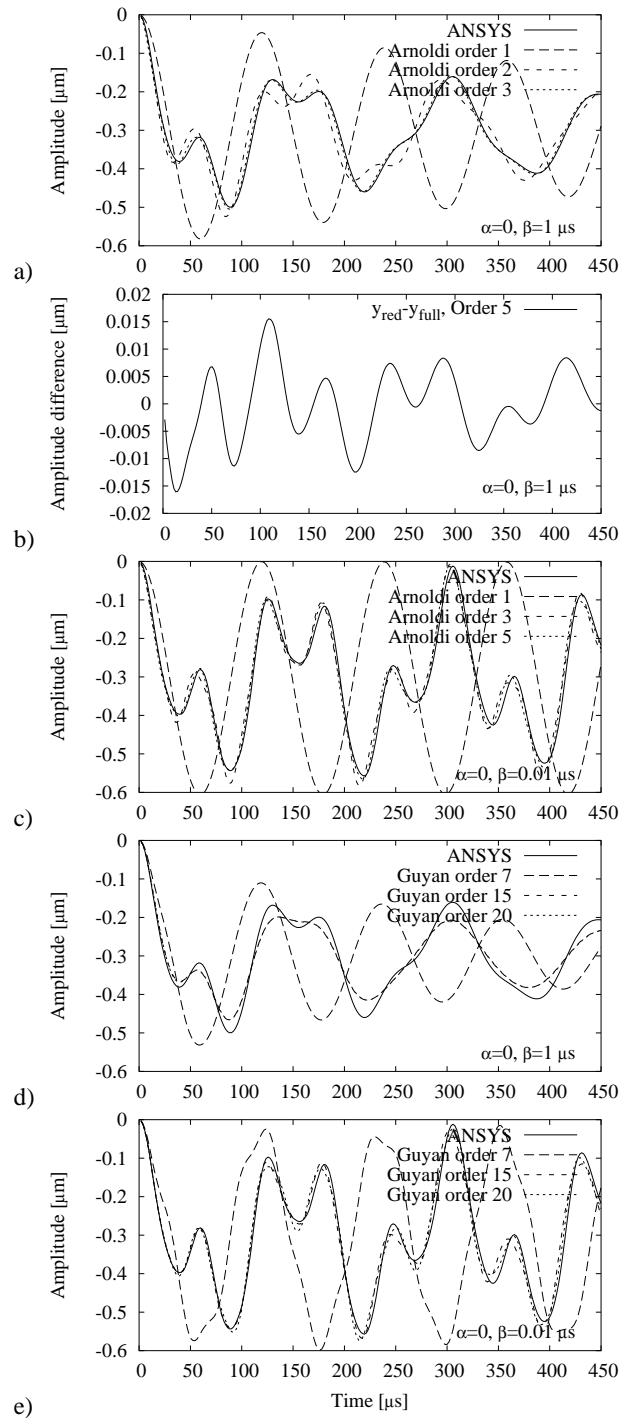 0
ANSYS
Arnoldi order 1
Arnoldi order 2
Arnoldi order 3
-0.1
-0.2
-0.3
-0.4
-0.5
-0.6
Amplitude [µm]
α=0, β=1 µs
0 50 100 150 200 250 300 350 400 450
a)
0.02
0.015
0.01
0.005
0
-0.005
-0.01
-0.015
-0.02
Amplitude difference [µm]
y_red-y_full, Order 5
α=0, β=1 µs
0 50 100 150 200 250 300 350 400 450
b)
0
-0.1
-0.2
-0.3
-0.4
-0.5
-0.6
Amplitude [µm]
ANSYS
Arnoldi order 1
Arnoldi order 3
Arnoldi order 5
α=0, β=0.01 µs
0 50 100 150 200 250 300 350 400 450
c)
0
-0.1
-0.2
-0.3
-0.4
-0.5
-0.6
Amplitude [µm]
ANSYS
Guyan order 7
Guyan order 15
Guyan order 20
α=0, β=1 µs
0 50 100 150 200 250 300 350 400 450
d)
0
-0.1
-0.2
-0.3
-0.4
-0.5
-0.6
Amplitude [µm]
ANSYS
Guyan order 7
Guyan order 15
Guyan order 20
α=0, β=0.01 µs
0 50 100 150 200 250 300 350 400 450
e)
Time [µs]